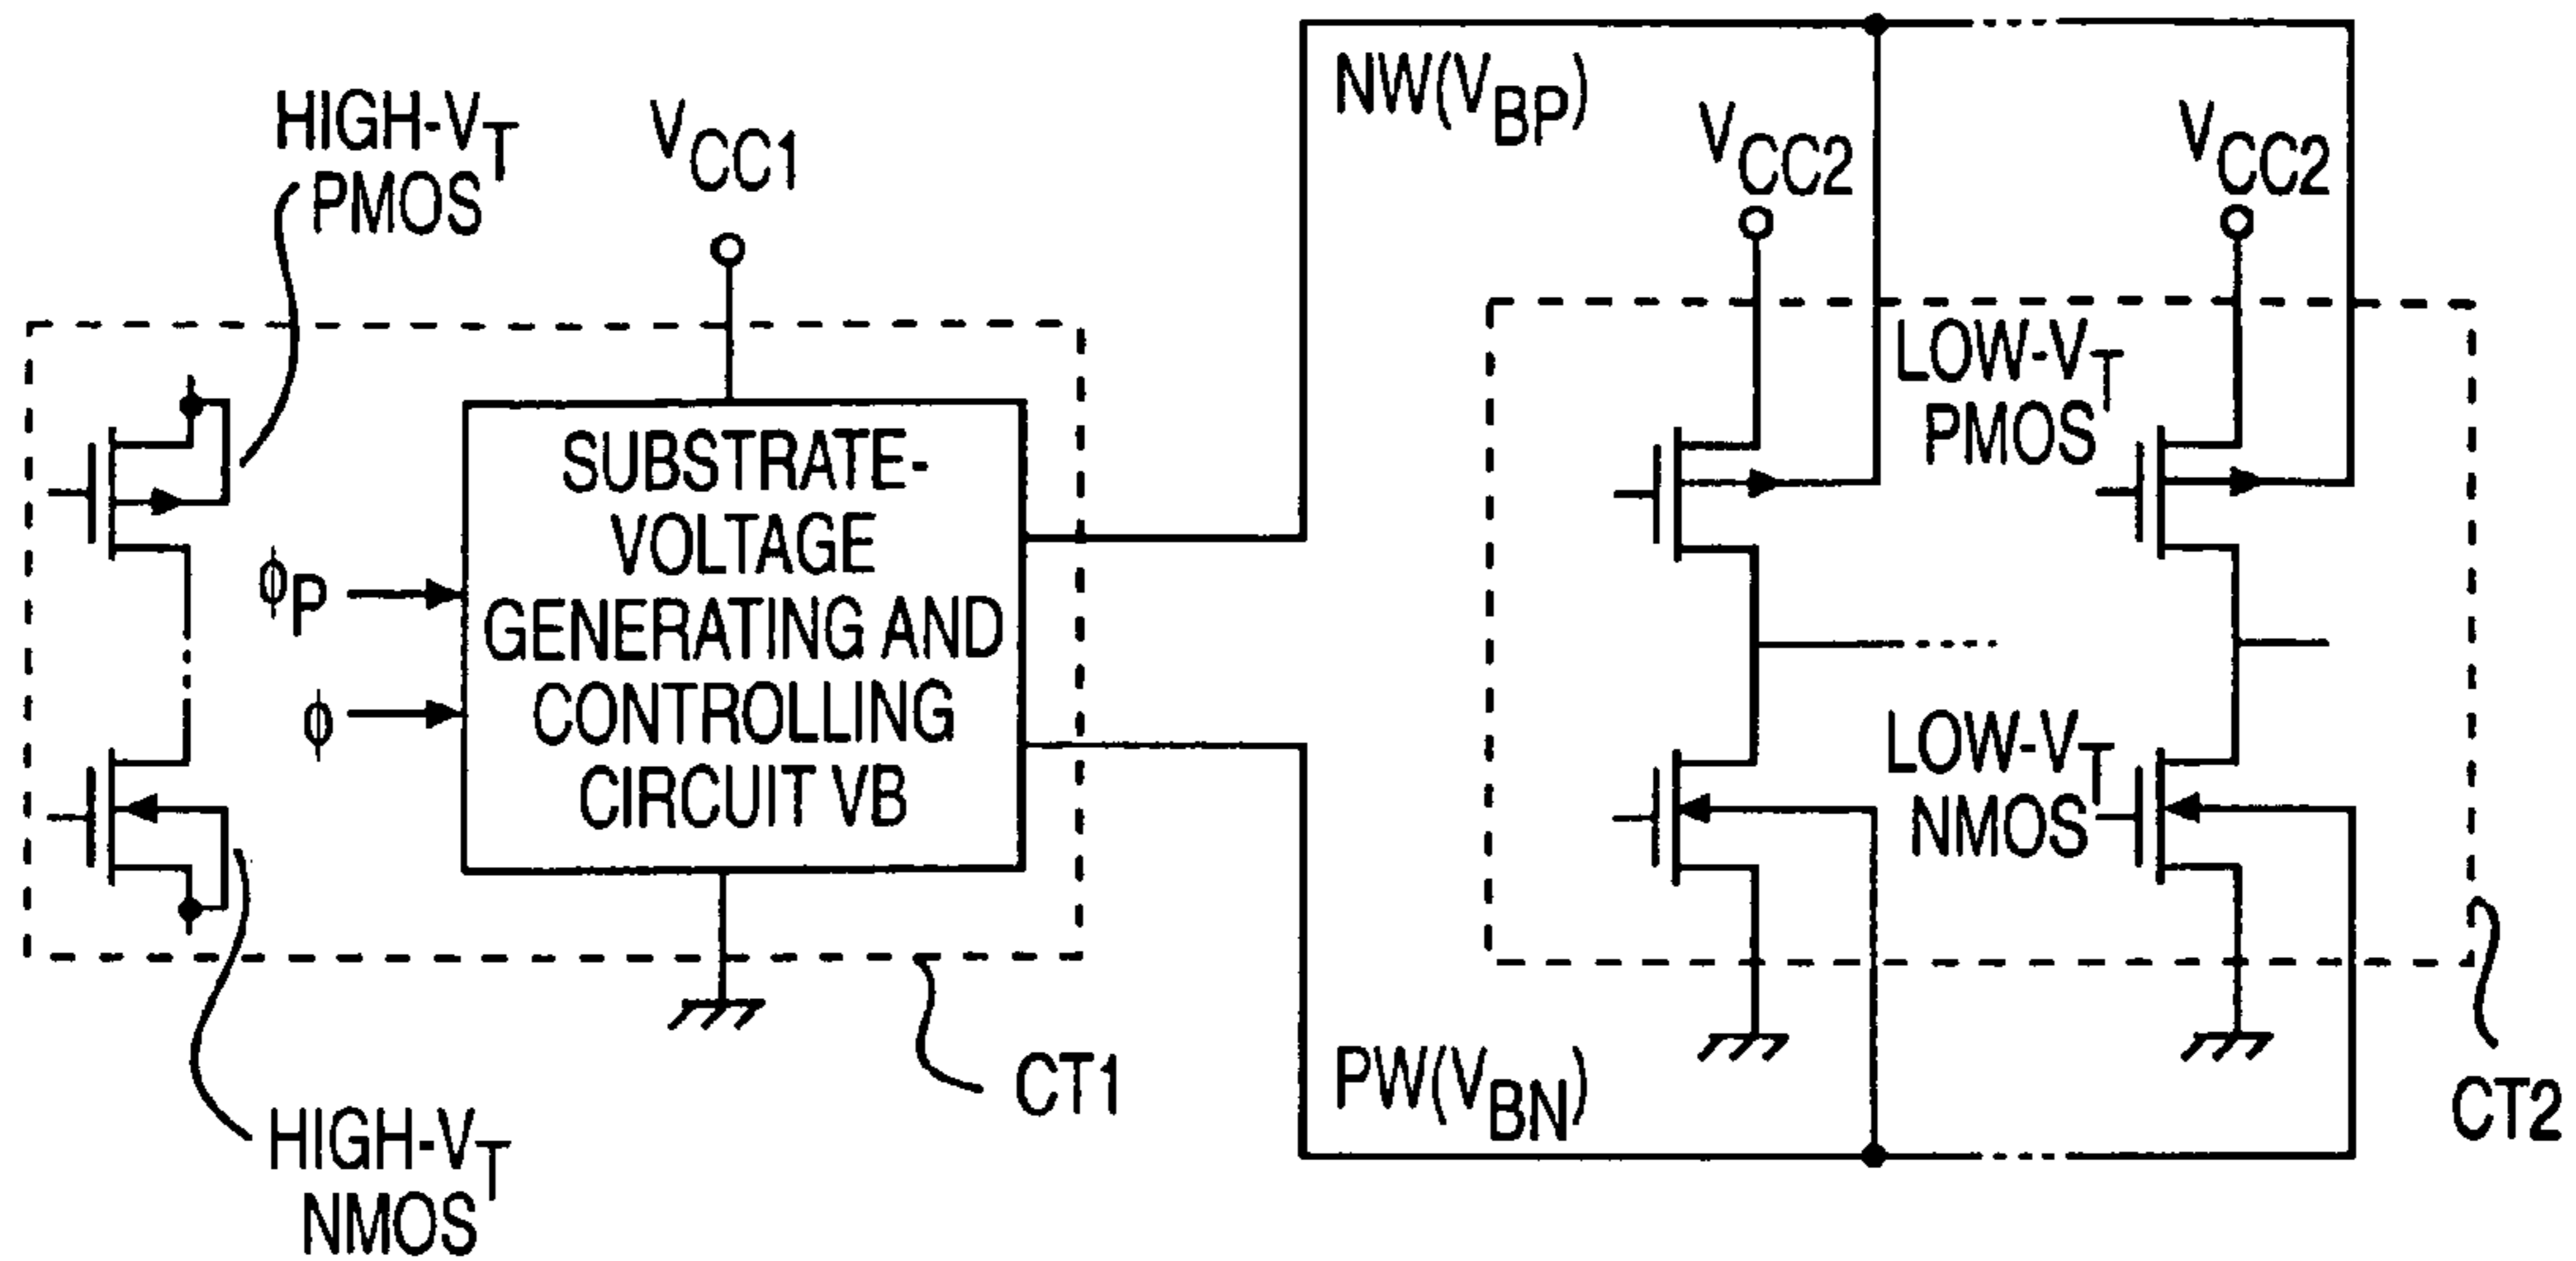 HIGH-VT
PMOS
VCC1
NW(VBP)
VCC2
VCC2
LOW-VT
PMOS
SUBSTRATE-
VOLTAGE
GENERATING AND
CONTROLLING
CIRCUIT VB
ϕP
ϕ
LOW-VT
NMOS
CT1
PW(VBN)
CT2
HIGH-VT
NMOS